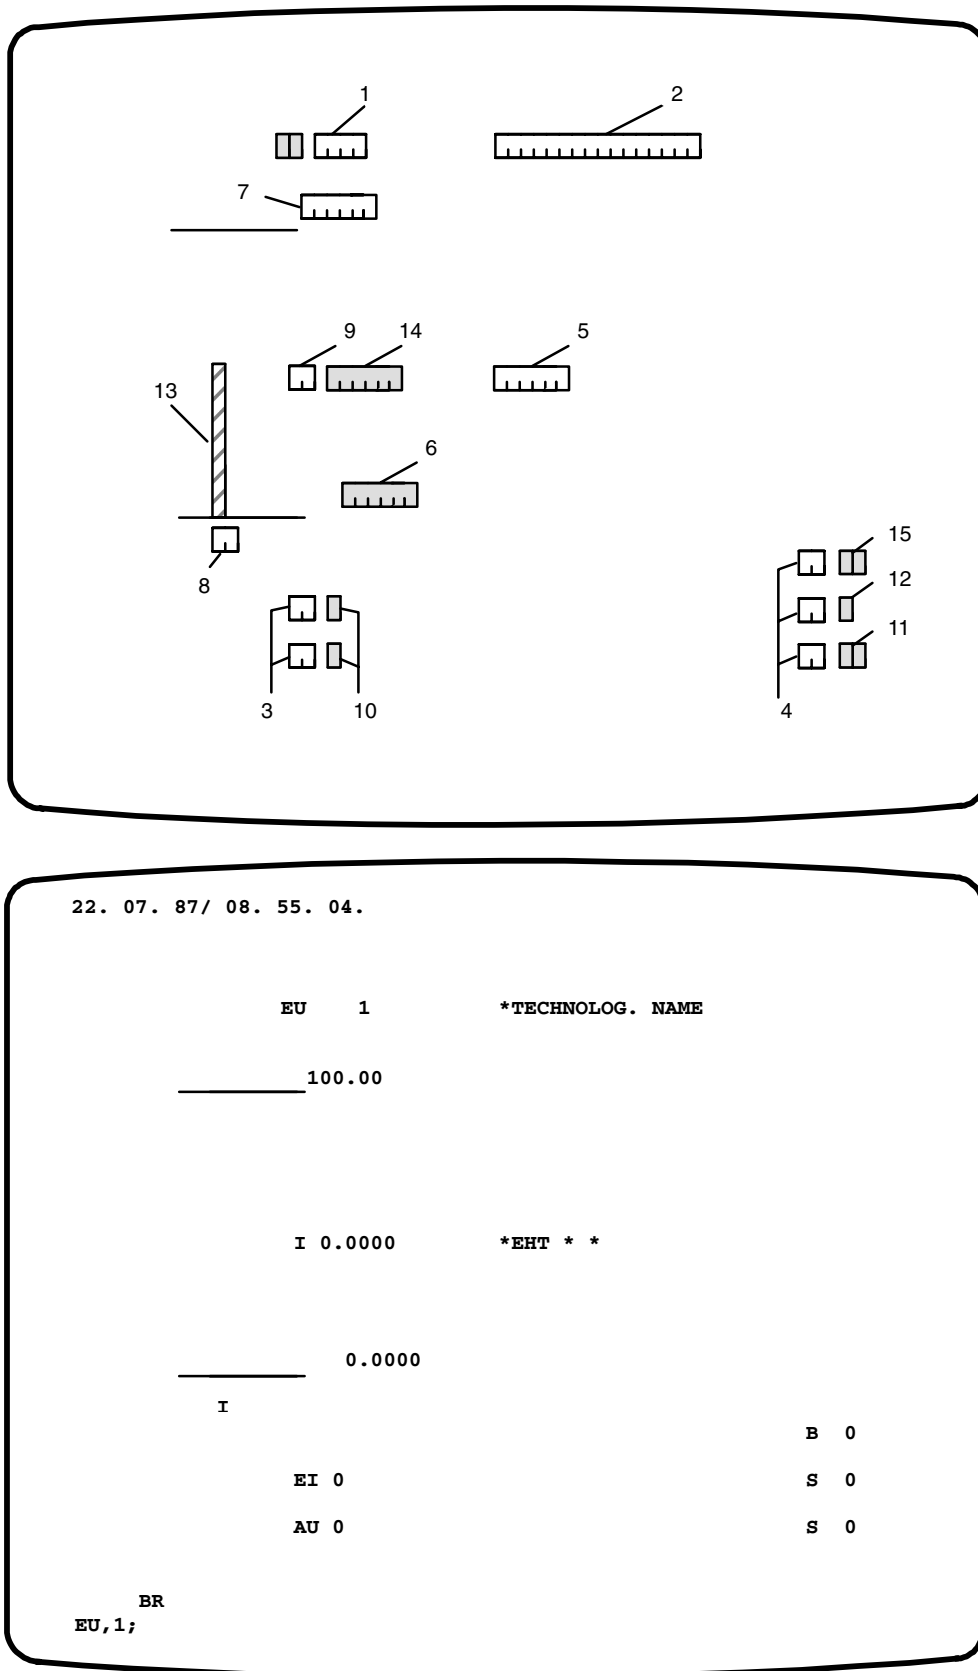 1 2
7
9 14 5
13
6
15
8 12
11
3 10 4
22. 07. 87/ 08. 55. 04.
EU 1 *TECHNOLOG. NAME
100.00
I 0.0000 *EHT * *
0.0000
I
B 0
EI 0 S 0
AU 0 S 0
BR
EU,1;